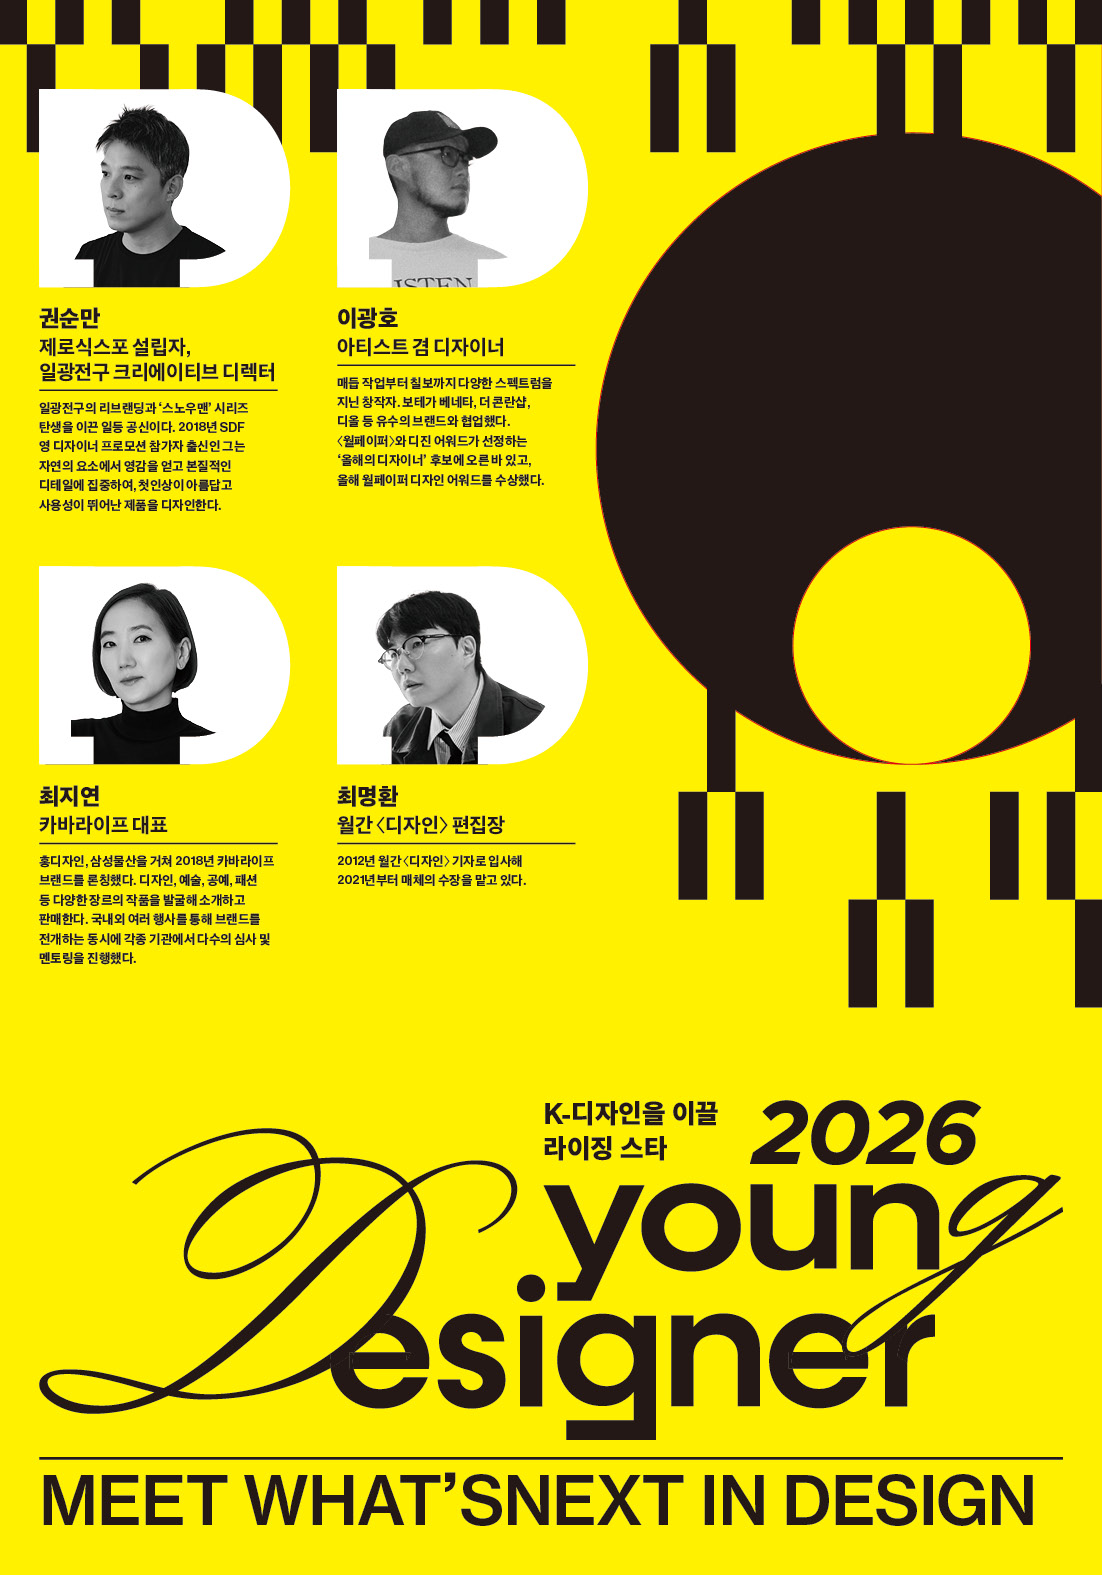 권순만
제로식스포 설립자,
일광전구 크리에이티브 디렉터
일광전구의 리브랜딩과 ‘스노우맨’ 시리즈
탄생을 이끈 일등 공신이다. 2018년 SDF
영 디자이너 프로모션 참가자 출신인 그는
자연의 요소에서 영감을 얻고 본질적인
디테일에 집중하여, 첫인상이 아름답고
사용성이 뛰어난 제품을 디자인한다.
ISTEN
이광호
아티스트 겸 디자이너
매듭 작업부터 칠보까지 다양한 스펙트럼을
지닌 창작자. 보테가 베네타, 더 콘란샵,
디올 등 유수의 브랜드와 협업했다.
〈월페이퍼〉와 디진 어워드가 선정하는
‘올해의 디자이너’ 후보에 오른 바 있고,
올해 월페이퍼 디자인 어워드를 수상했다.
최지연
카바라이프 대표
홍디자인, 삼성물산을 거쳐 2018년 카바라이프
브랜드를 론칭했다. 디자인, 예술, 공예, 패션
등 다양한 장르의 작품을 발굴해 소개하고
판매한다. 국내외 여러 행사를 통해 브랜드를
전개하는 동시에 각종 기관에서 다수의 심사 및
멘토링을 진행했다.
최명환
월간 〈디자인〉 편집장
2012년 월간 〈디자인〉 기자로 입사해
2021년부터 매체의 수장을 맡고 있다.
K-디자인을 이끌
라이징 스타
2026
young
Designer
MEET WHAT’SNEXT IN DESIGN